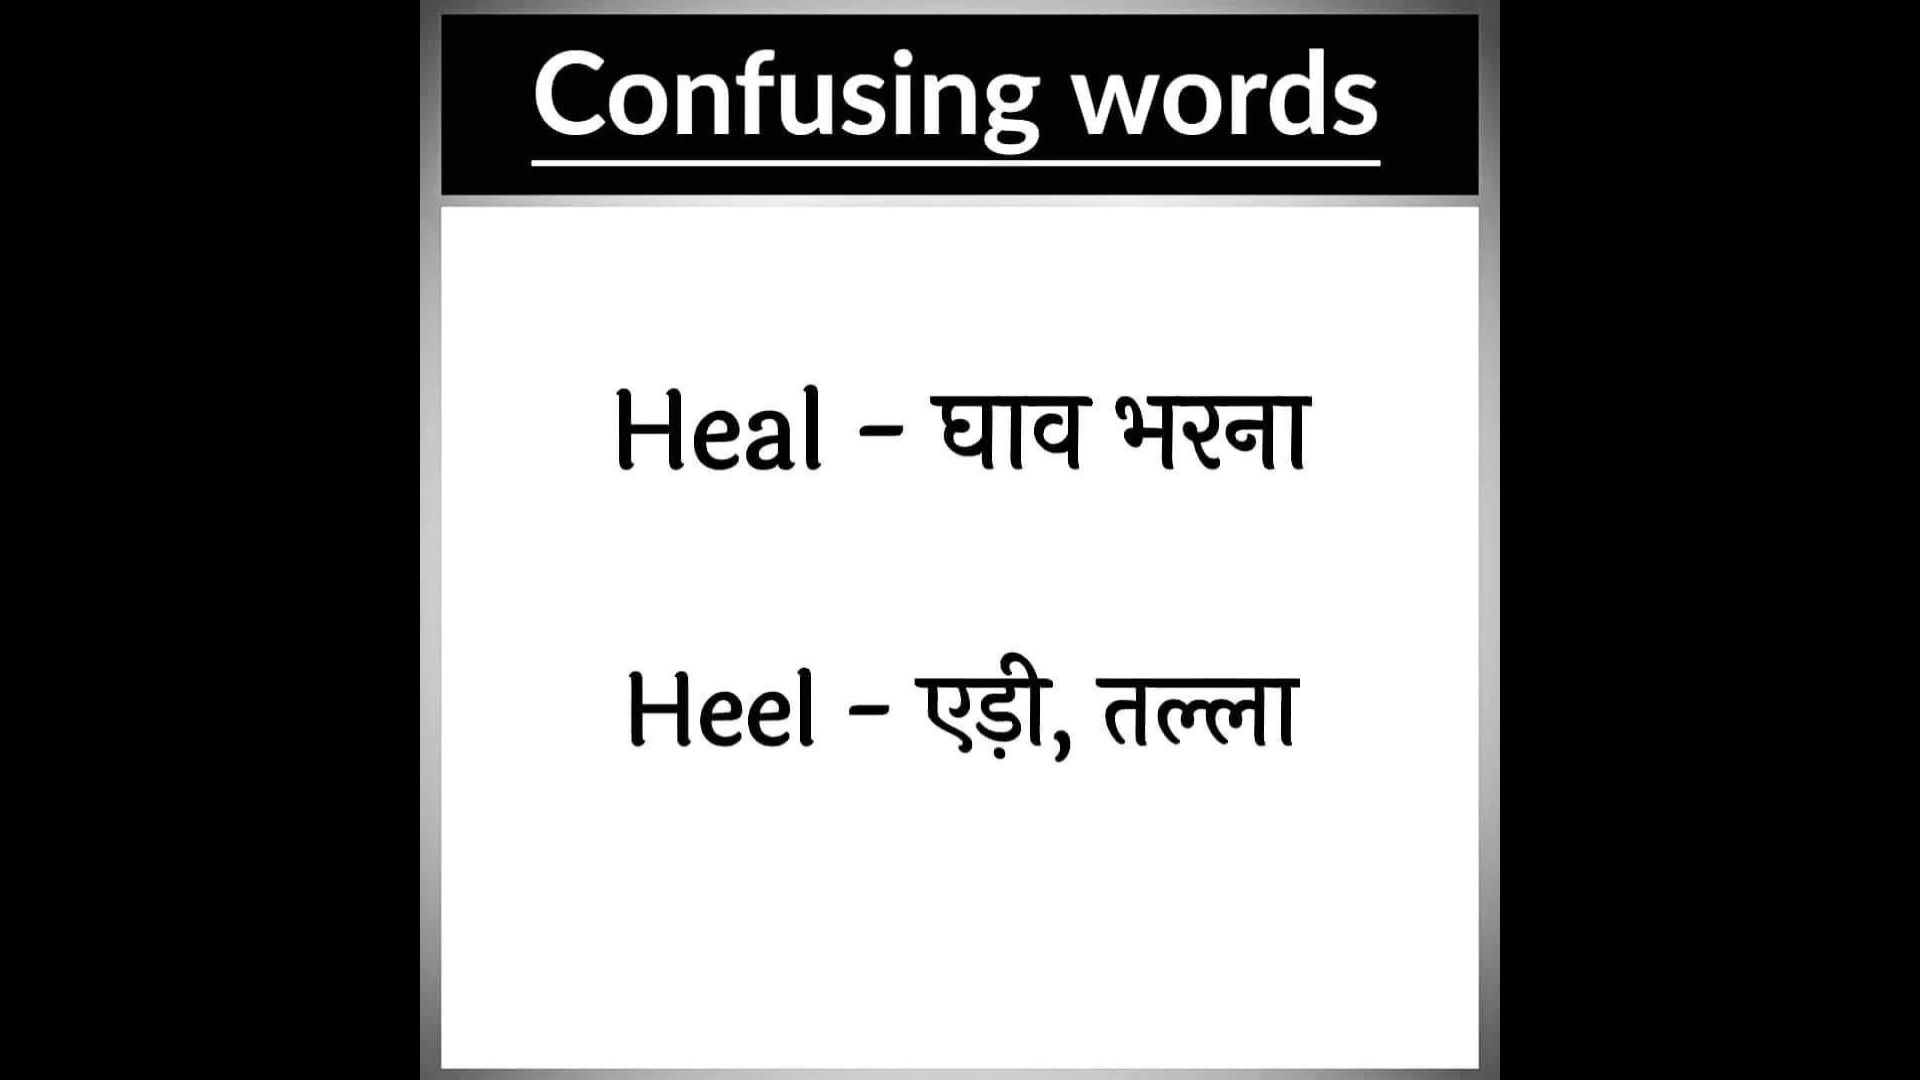 Confusing words
Heal - घाव भरना
Heel - एड़ी, तल्ला